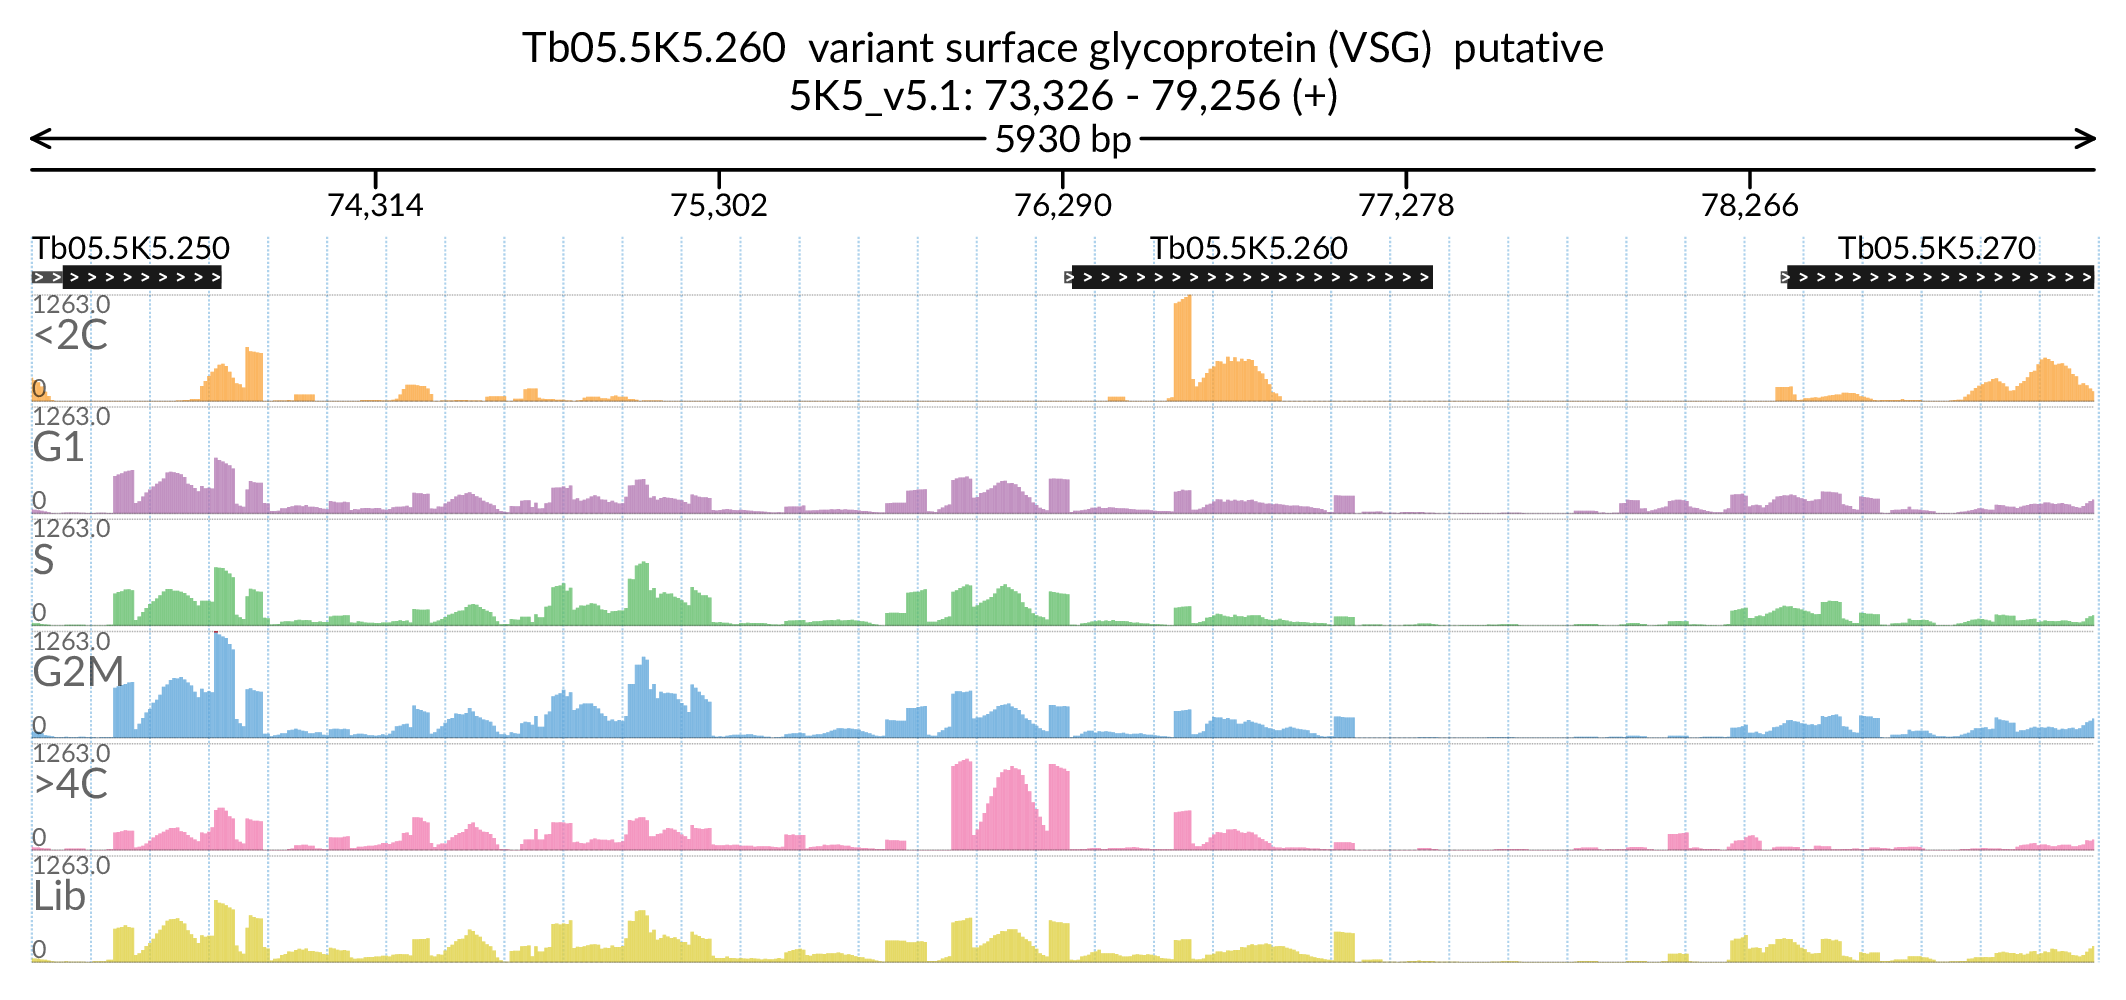 Tb05.5K5.260  variant surface glycoprotein (VSG)  putative
5K5_v5.1: 73,326 - 79,256 (+)
5930 bp
74,314 75,302 76,290 77,278 78,266
Tb05.5K5.250 Tb05.5K5.260 Tb05.5K5.270
1263.0
<2C
0
1263.0
G1
0
1263.0
S
0
1263.0
G2M
0
1263.0
>4C
0
1263.0
Lib
0